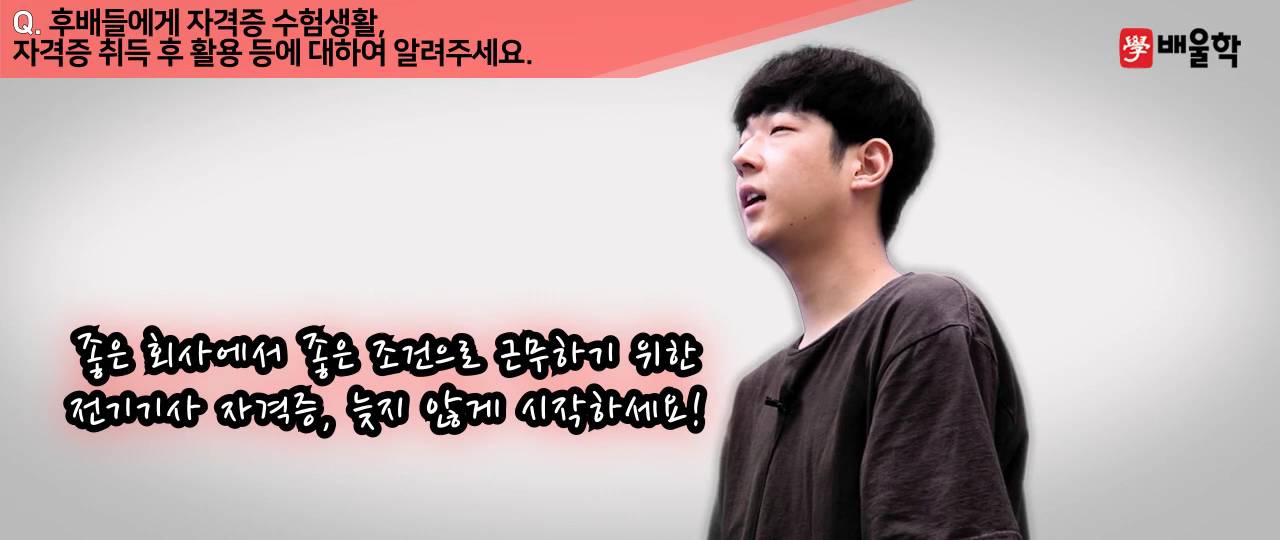 Q. 후배들에게 자격증 수험생활,
자격증 취득 후 활용 등에 대하여 알려주세요.
學 배울학
좋은 회사에서 좋은 조건으로 근무하기 위한
전기기사 자격증, 늦지 않게 시작하세요!